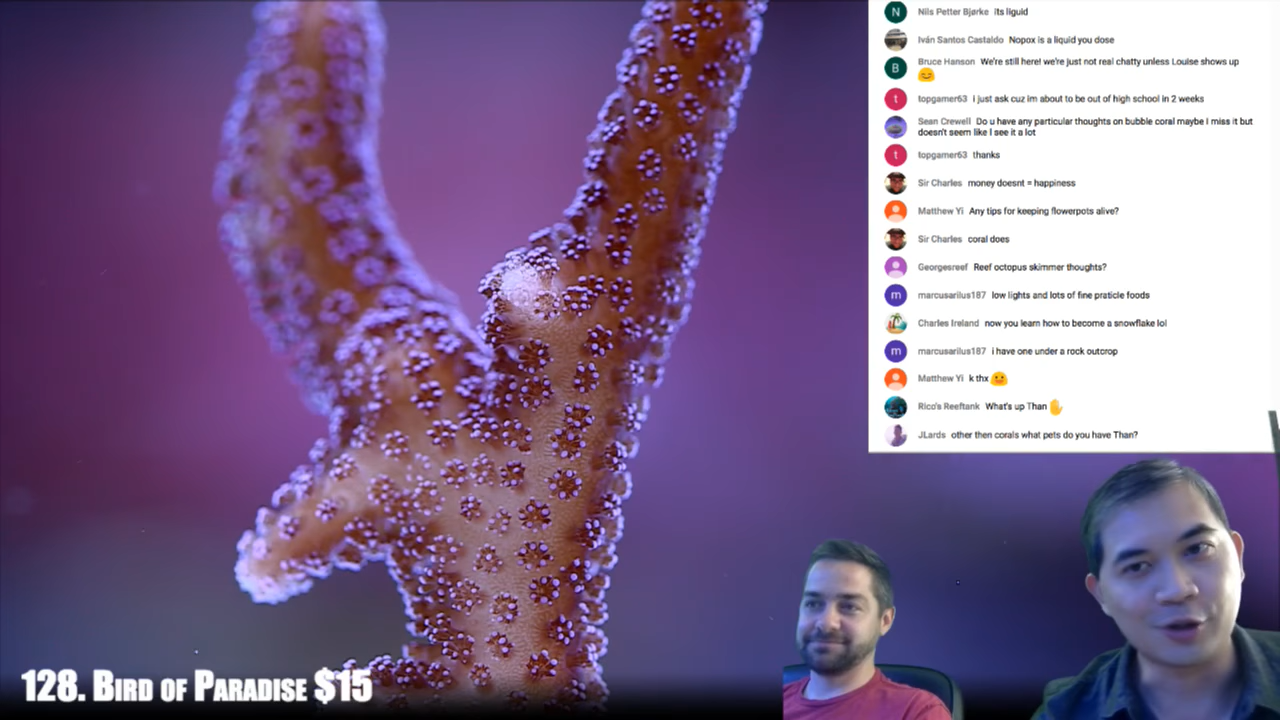 N Nils Petter Bjørke its liguid
Iván Santos Castaldo Nopox is a liquid you dose
B Bruce Hanson We're still here! we're just not real chatty unless Louise shows up
😊
t topgamer63 i just ask cuz im about to be out of high school in 2 weeks
Sean Crewell Do u have any particular thoughts on bubble coral maybe I miss it but
doesn't seem like I see it a lot
t topgamer63 thanks
Sir Charles money doesnt = happiness
Matthew Yi Any tips for keeping flowerpots alive?
Sir Charles coral does
Georgesreef Reef octopus skimmer thoughts?
m marcusarilus187 low lights and lots of fine praticle foods
Charles Ireland now you learn how to become a snowflake lol
m marcusarilus187 i have one under a rock outcrop
Matthew Yi k thx
Rico's Reeftank What's up Than ✋
JLards other then corals what pets do you have Than?
128. Bird of Paradise $15